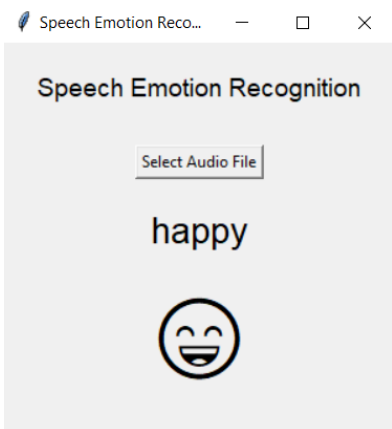 Speech Emotion Reco...
Speech Emotion Recognition
Select Audio File
happy